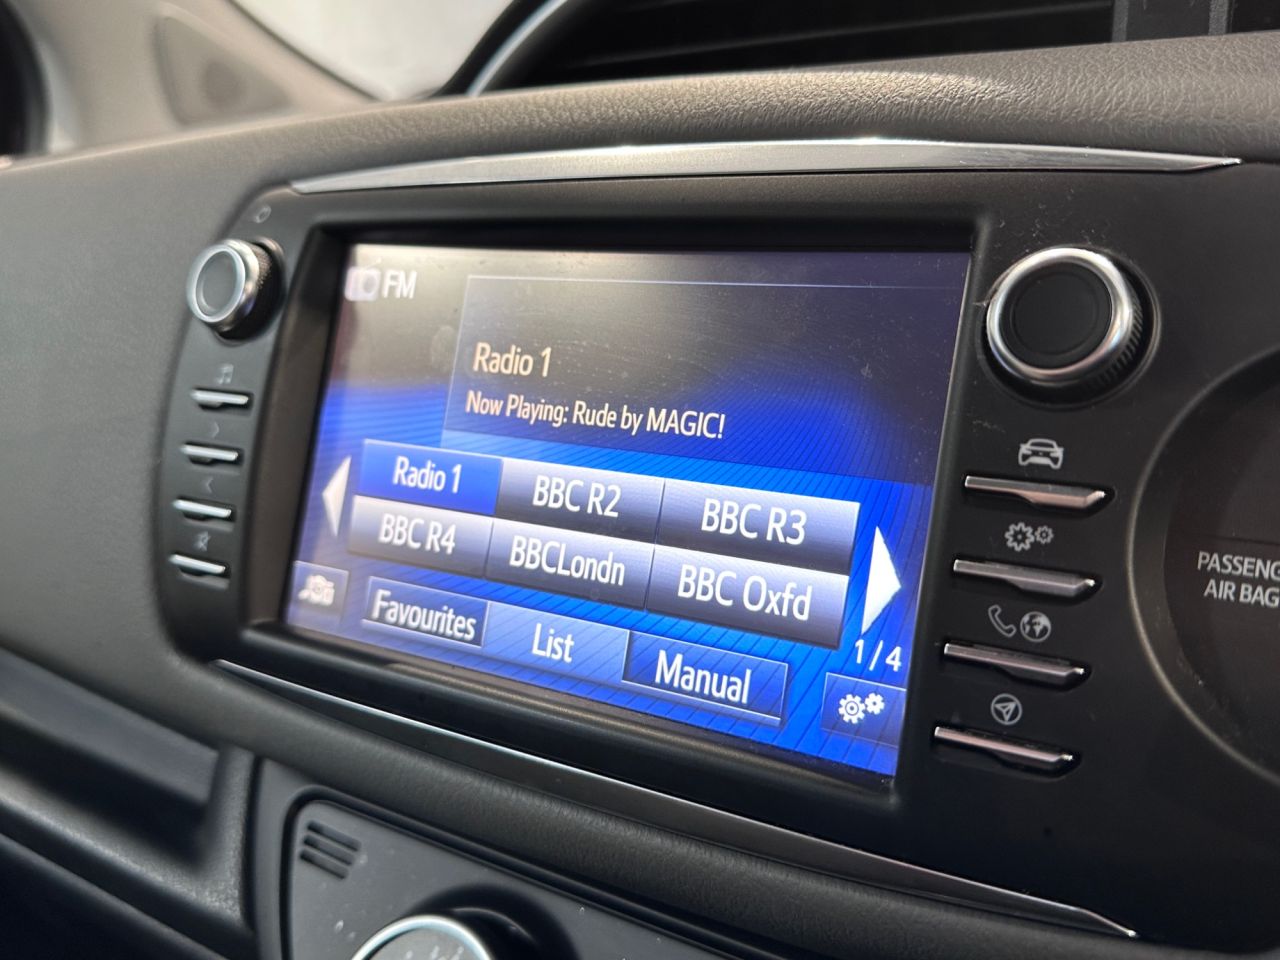 FM
Radio 1
Now Playing: Rude by MAGIC!
Radio 1 BBC R2 BBC R3
BBC R4 BBCLondn BBC Oxfd
Favourites List Manual
1/4
PASSENG
AIR BAG